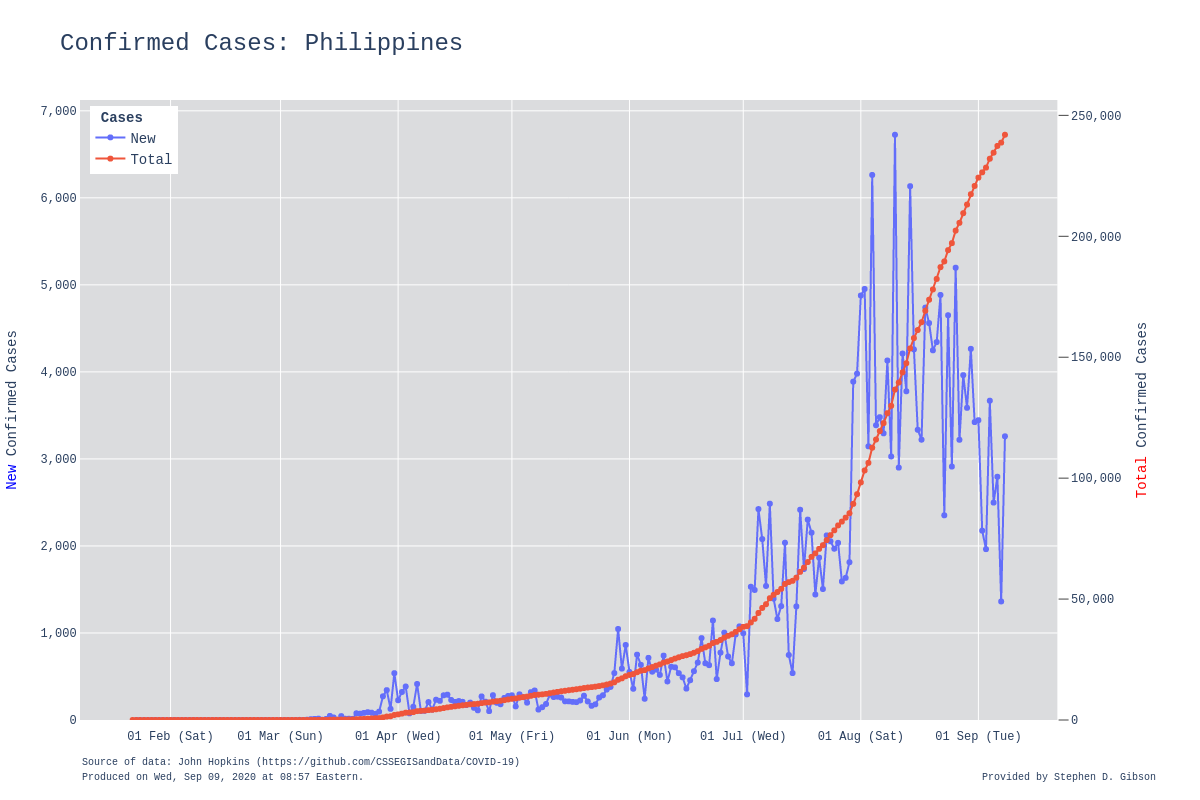 Confirmed Cases: Philippines
Cases
New
Total
7,000
6,000
5,000
4,000
3,000
2,000
1,000
0
New Confirmed Cases
250,000
200,000
150,000
100,000
50,000
0
Total Confirmed Cases
01 Feb (Sat) 01 Mar (Sun) 01 Apr (Wed) 01 May (Fri) 01 Jun (Mon) 01 Jul (Wed) 01 Aug (Sat) 01 Sep (Tue)
Source of data: John Hopkins (https://github.com/CSSEGISandData/COVID-19)
Produced on Wed, Sep 09, 2020 at 08:57 Eastern.
Provided by Stephen D. Gibson